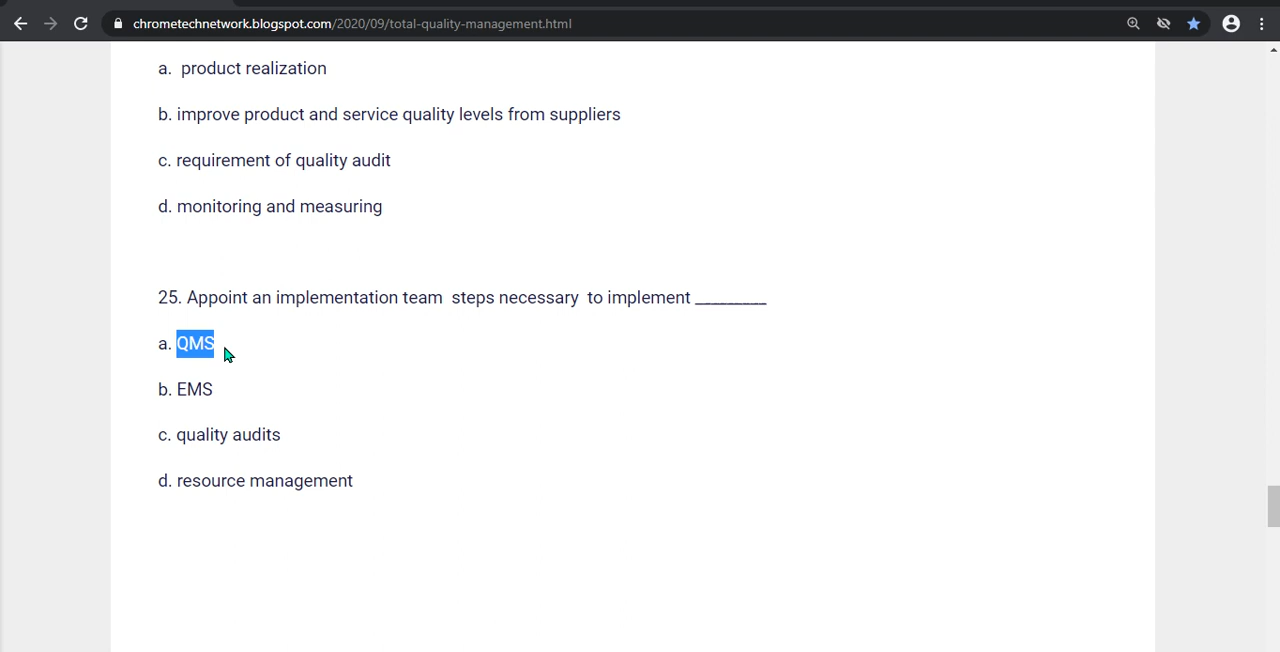 chrometechnetwork.blogspot.com/2020/09/total-quality-management.html
a. product realization
b. improve product and service quality levels from suppliers
c. requirement of quality audit
d. monitoring and measuring
25. Appoint an implementation team steps necessary to implement _________
a. QMS
b. EMS
c. quality audits
d. resource management